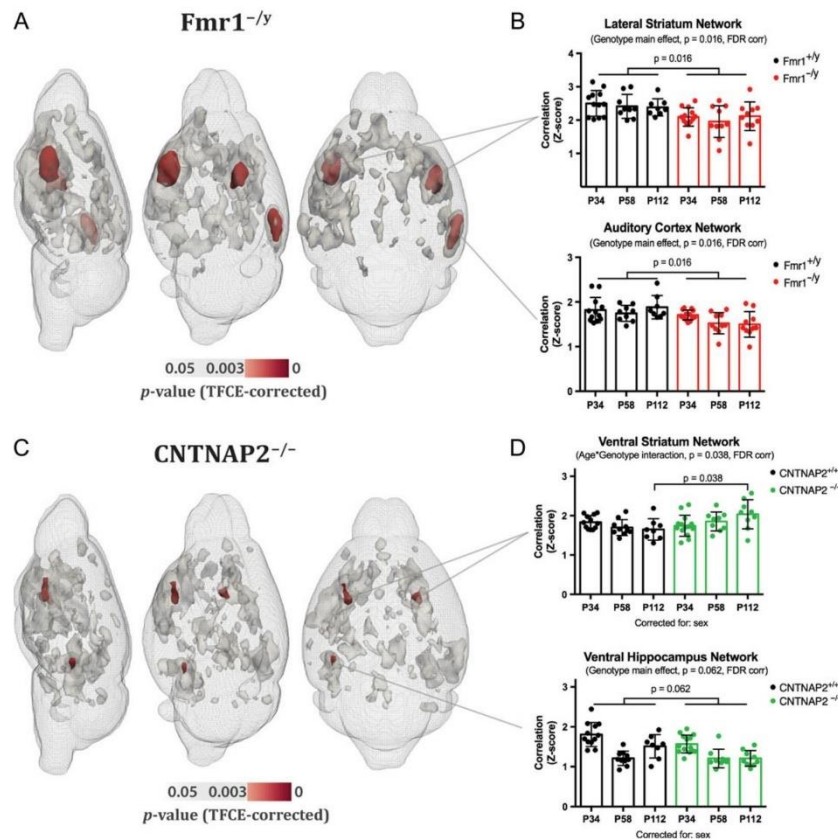 A
Fmr1⁻/ʸ
0.05 0.003 0
p-value (TFCE-corrected)
B
Lateral Striatum Network
(Genotype main effect, p = 0.016, FDR corr)
p = 0.016
Fmr1⁺/ʸ
Fmr1⁻/ʸ
Correlation
(Z-score)
4
3
2
1
P34 P58 P112 P34 P58 P112
Auditory Cortex Network
(Genotype main effect, p = 0.016, FDR corr)
p = 0.016
Fmr1⁺/ʸ
Fmr1⁻/ʸ
Correlation
(Z-score)
3
2
1
0
P34 P58 P112 P34 P58 P112
C
CNTNAP2⁻/⁻
0.05 0.003 0
p-value (TFCE-corrected)
D
Ventral Striatum Network
(Age*Genotype interaction, p = 0.038, FDR corr)
p = 0.038
CNTNAP2⁺/⁺
CNTNAP2 ⁻/⁻
Correlation
(Z-score)
3
2
1
0
P34 P58 P112 P34 P58 P112
Corrected for: sex
Ventral Hippocampus Network
(Genotype main effect, p = 0.062, FDR corr)
p = 0.062
CNTNAP2⁺/⁺
CNTNAP2 ⁻/⁻
Correlation
(Z-score)
3
2
1
0
P34 P58 P112 P34 P58 P112
Corrected for: sex